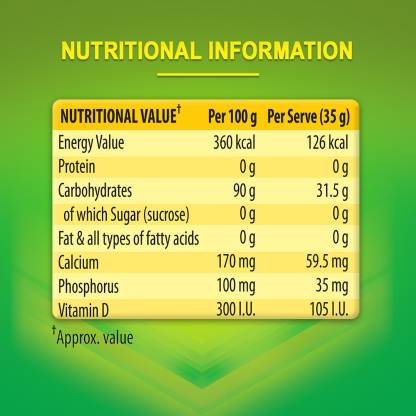 NUTRITIONAL INFORMATION
NUTRITIONAL VALUE† Per 100 g Per Serve (35 g)
Energy Value 360 kcal 126 kcal
Protein 0 g 0 g
Carbohydrates 90 g 31.5 g
of which Sugar (sucrose) 0 g 0 g
Fat & all types of fatty acids 0 g 0 g
Calcium 170 mg 59.5 mg
Phosphorus 100 mg 35 mg
Vitamin D 300 I.U. 105 I.U.
†Approx. value